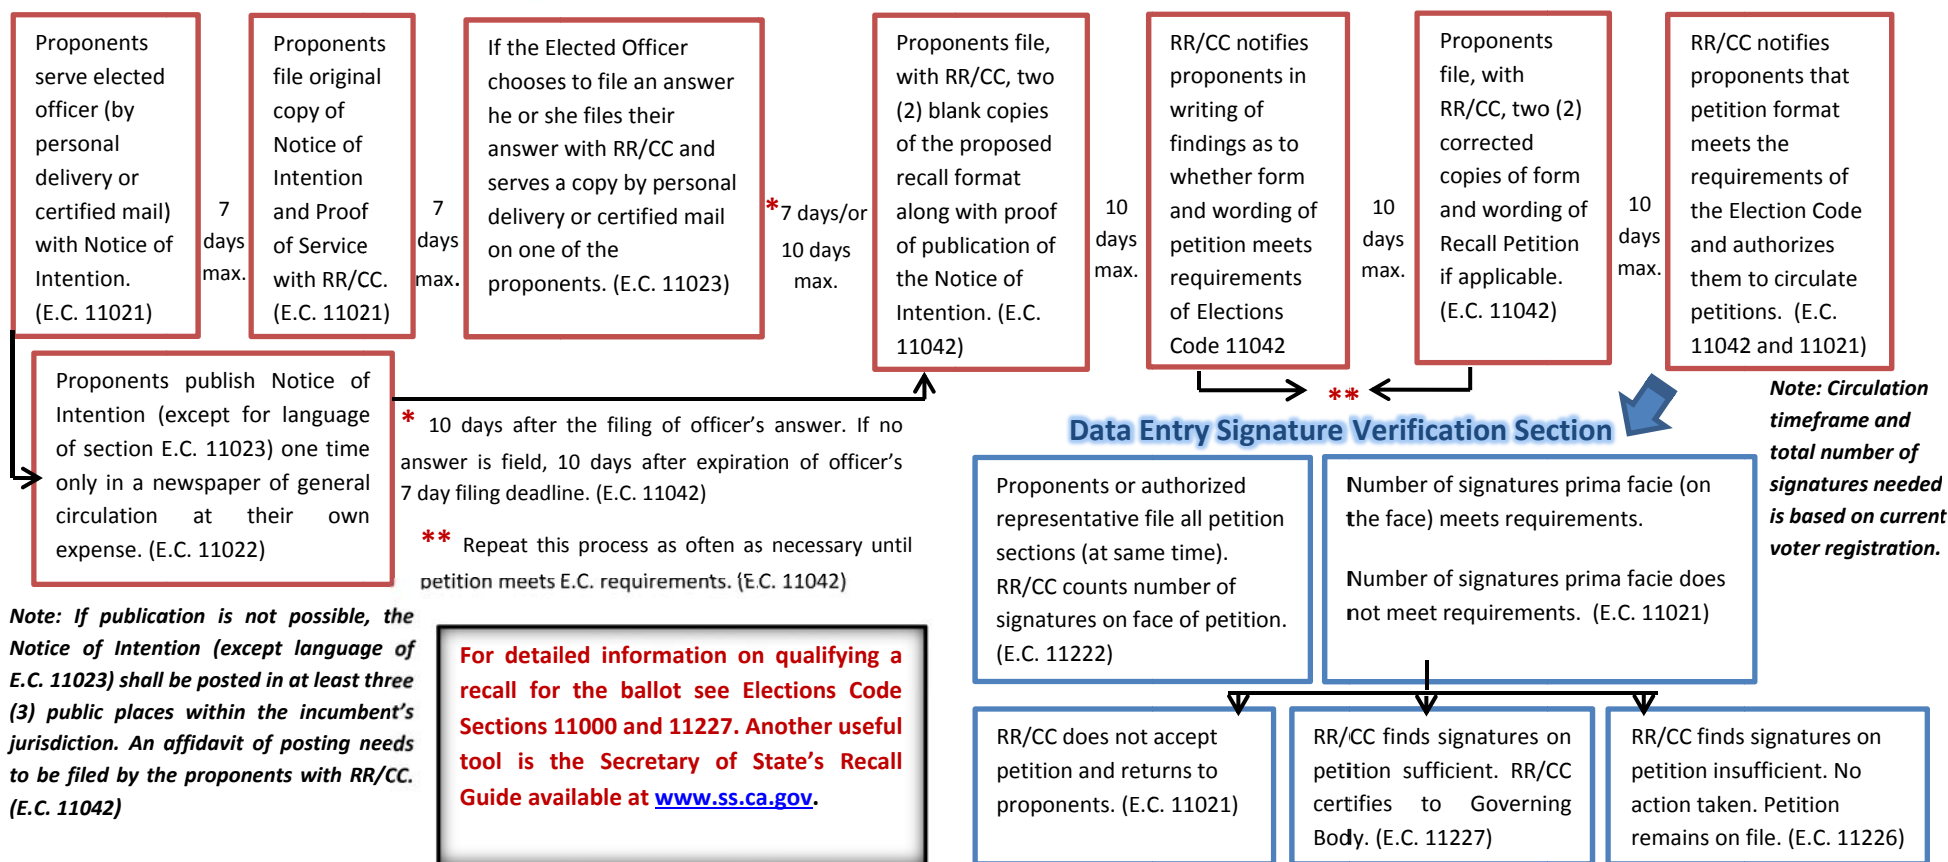 Proponents
serve elected
officer (by
personal
delivery or
certified mail)
with Notice of
Intention.
(E.C. 11021)
7
days
max.
Proponents
file original
copy of
Notice of
Intention
and Proof
of Service
with RR/CC.
(E.C. 11021)
7
days
max.
If the Elected Officer
chooses to file an answer
he or she files their
answer with RR/CC and
serves a copy by personal
delivery or certified mail
on one of the
proponents. (E.C. 11023)
*7 days/or
10 days
max.
Proponents file,
with RR/CC, two
(2) blank copies
of the proposed
recall format
along with proof
of publication of
the Notice of
Intention. (E.C.
11042)
10
days
max.
RR/CC notifies
proponents in
writing of
findings as to
whether form
and wording of
petition meets
requirements
of Elections
Code 11042
10
days
max.
Proponents
file, with
RR/CC, two (2)
corrected
copies of form
and wording of
Recall Petition
if applicable.
(E.C. 11042)
10
days
max.
RR/CC notifies
proponents that
petition format
meets the
requirements of
the Election Code
and authorizes
them to circulate
petitions. (E.C.
11042 and 11021)
Proponents publish Notice of
Intention (except for language
of section E.C. 11023) one time
only in a newspaper of general
circulation at their own
expense. (E.C. 11022)
* 10 days after the filing of officer's answer. If no
answer is field, 10 days after expiration of officer's
7 day filing deadline. (E.C. 11042)
** Repeat this process as often as necessary until
petition meets E.C. requirements. (E.C. 11042)
**
Note: Circulation
timeframe and
total number of
signatures needed
is based on current
voter registration.
Data Entry Signature Verification Section
Proponents or authorized
representative file all petition
sections (at same time).
RR/CC counts number of
signatures on face of petition.
(E.C. 11222)
Number of signatures prima facie (on
the face) meets requirements.
Number of signatures prima facie does
not meet requirements. (E.C. 11021)
Note: If publication is not possible, the
Notice of Intention (except language of
E.C. 11023) shall be posted in at least three
(3) public places within the incumbent's
jurisdiction. An affidavit of posting needs
to be filed by the proponents with RR/CC.
(E.C. 11042)
For detailed information on qualifying a
recall for the ballot see Elections Code
Sections 11000 and 11227. Another useful
tool is the Secretary of State's Recall
Guide available at www.ss.ca.gov.
RR/CC does not accept
petition and returns to
proponents. (E.C. 11021)
RR/CC finds signatures on
petition sufficient. RR/CC
certifies to Governing
Body. (E.C. 11227)
RR/CC finds signatures on
petition insufficient. No
action taken. Petition
remains on file. (E.C. 11226)